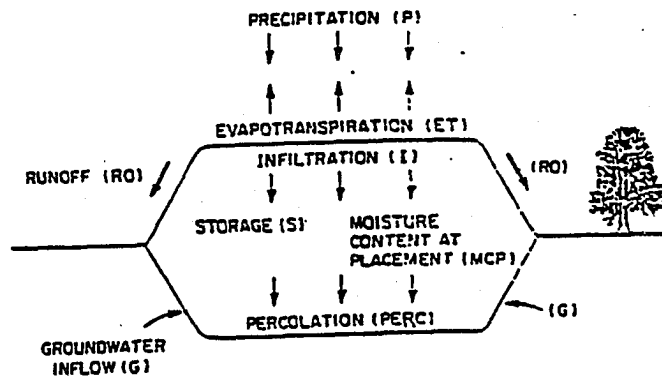 PRECIPITATION (P)
EVAPOTRANSPIRATION (ET)
INFILTRATION (I)
RUNOFF (RO)
(RO)
STORAGE (S)
MOISTURE
CONTENT AT
PLACEMENT (MCP)
PERCOLATION (PERC)
(G)
GROUNDWATER
INFLOW (G)